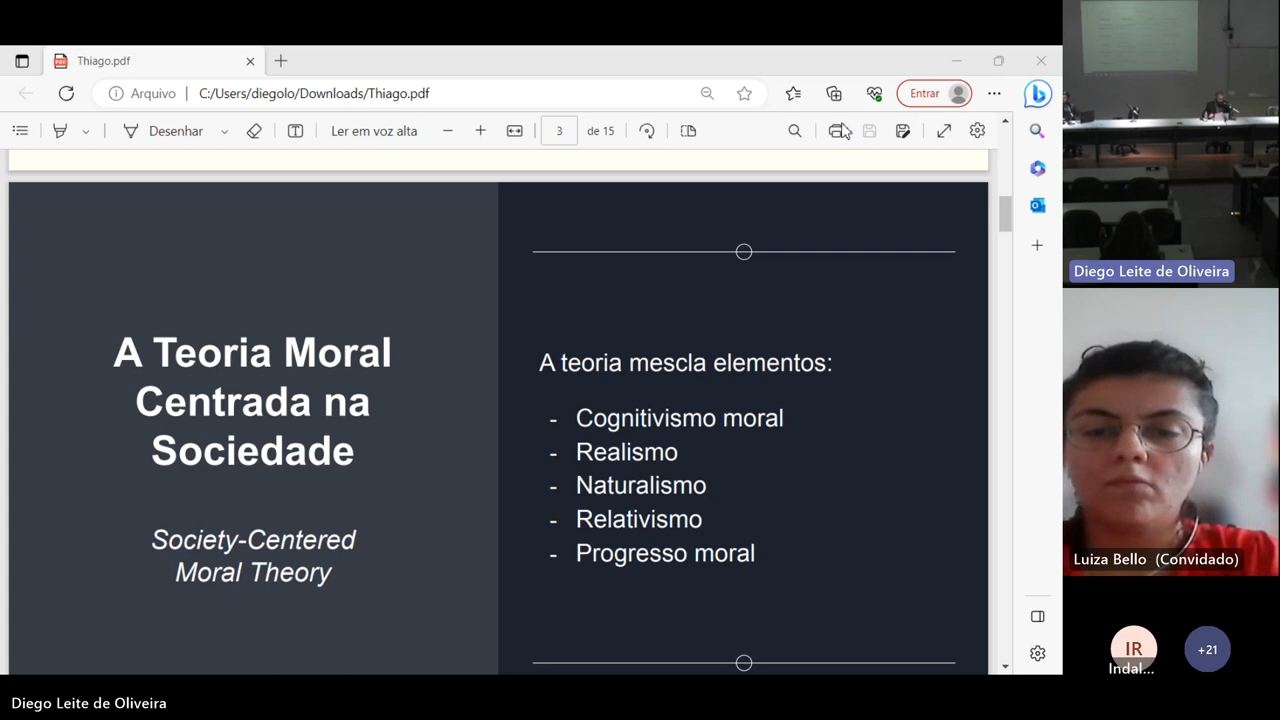 Thiago.pdf
Arquivo
C:/Users/diegolo/Downloads/Thiago.pdf
Entrar
Desenhar
Ler em voz alta
3
de 15
A Teoria Moral
Centrada na
Sociedade
Society-Centered
Moral Theory
A teoria mescla elementos:
- Cognitivismo moral
- Realismo
- Naturalismo
- Relativismo
- Progresso moral
Diego Leite de Oliveira
Luiza Bello (Convidado)
IR
Indal...
+21
Diego Leite de Oliveira